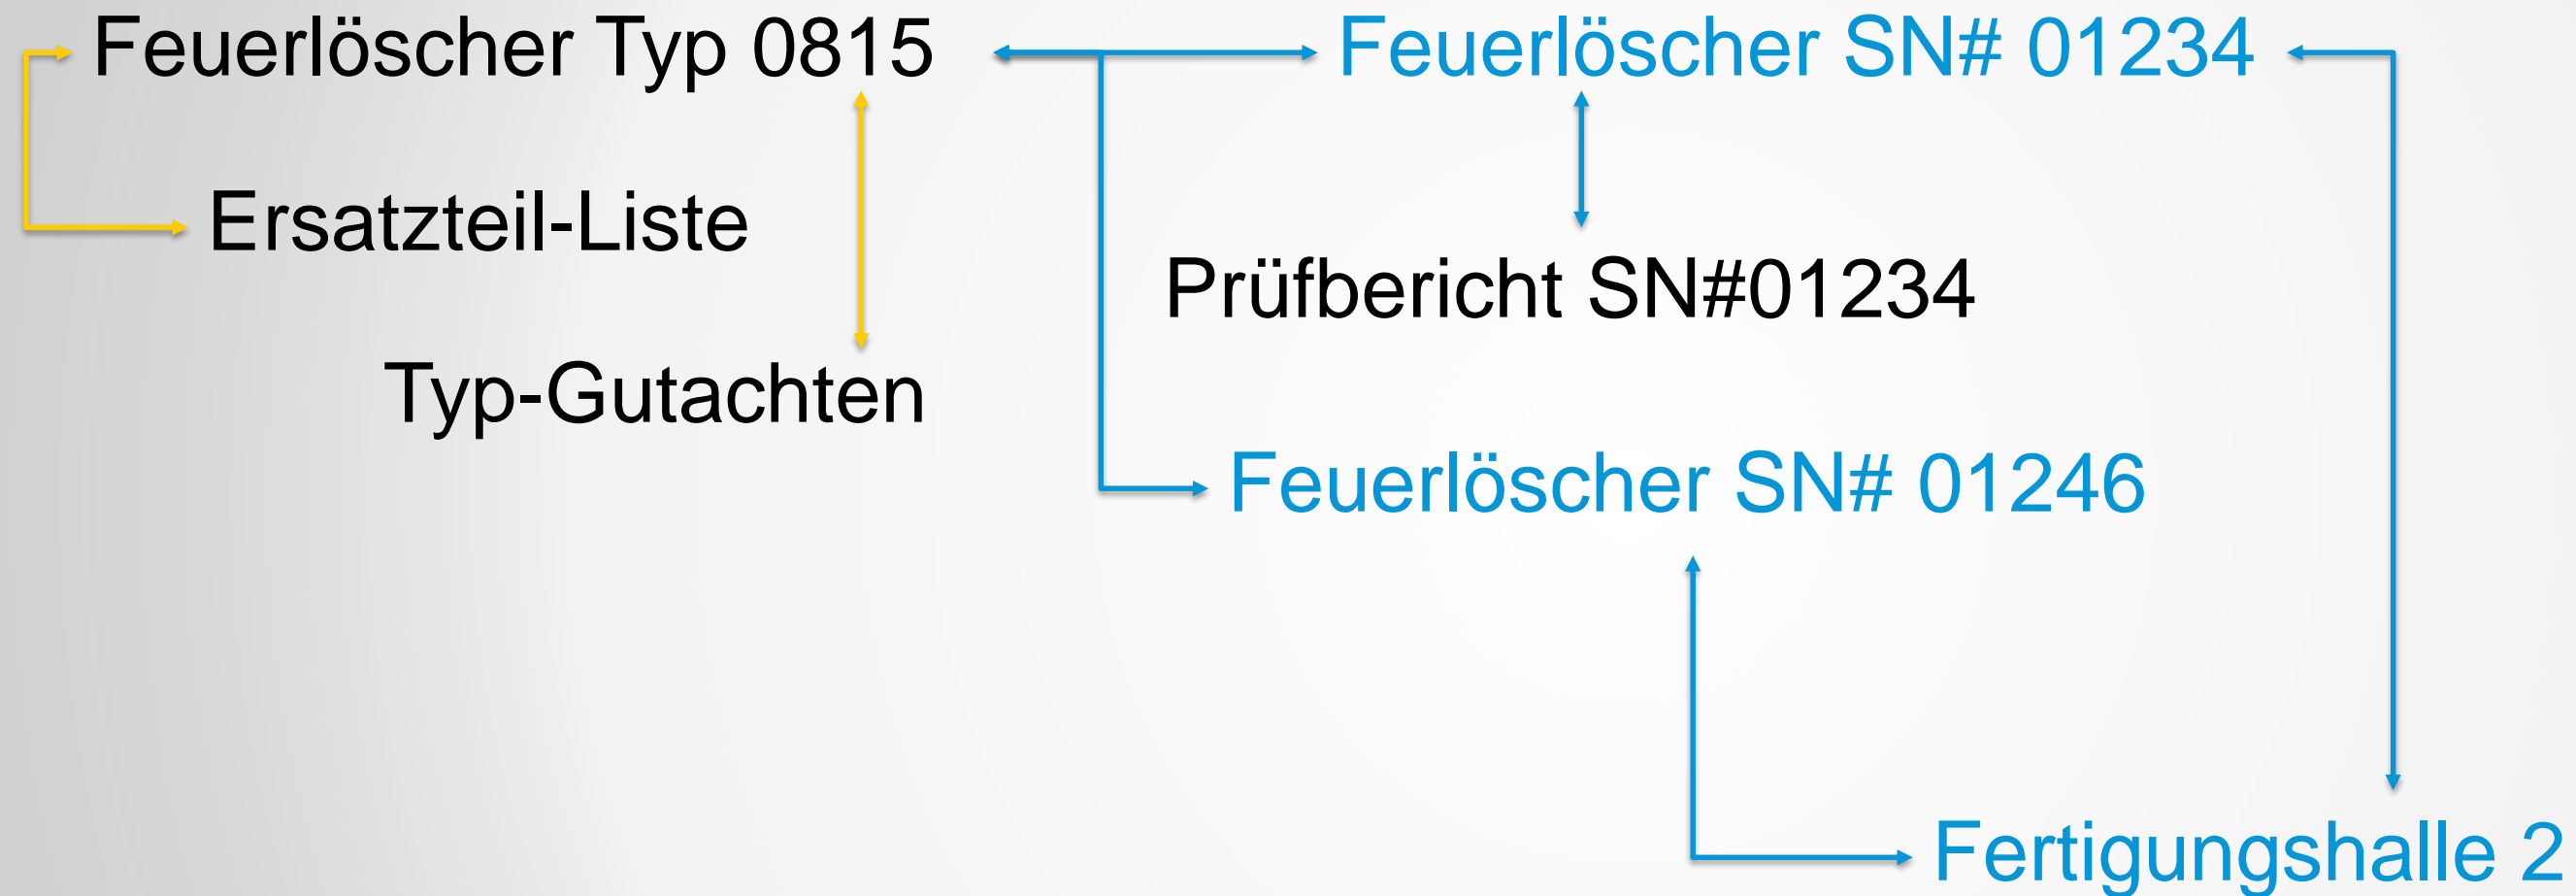 Feuerlöscher Typ 0815
Feuerlöscher SN# 01234
Ersatzteil-Liste
Prüfbericht SN#01234
Typ-Gutachten
Feuerlöscher SN# 01246
Fertigungshalle 2